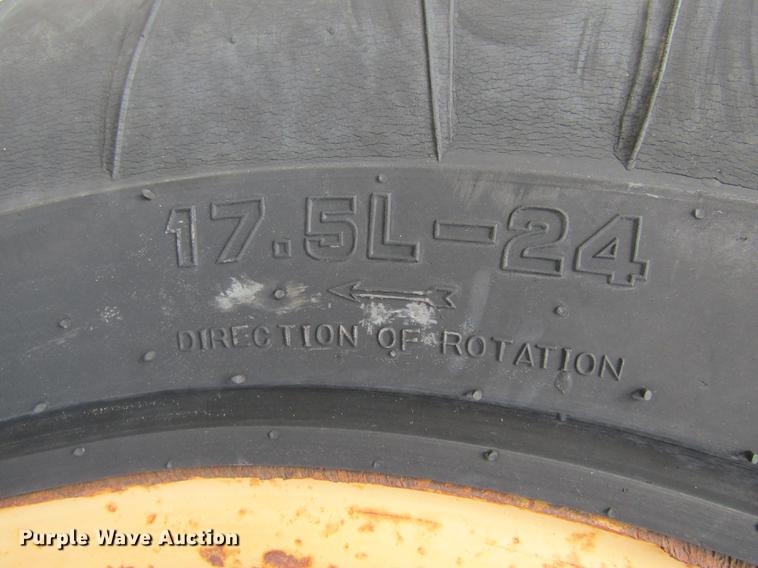 17.5L-24
DIRECTION OF ROTATION
Purple Wave Auction